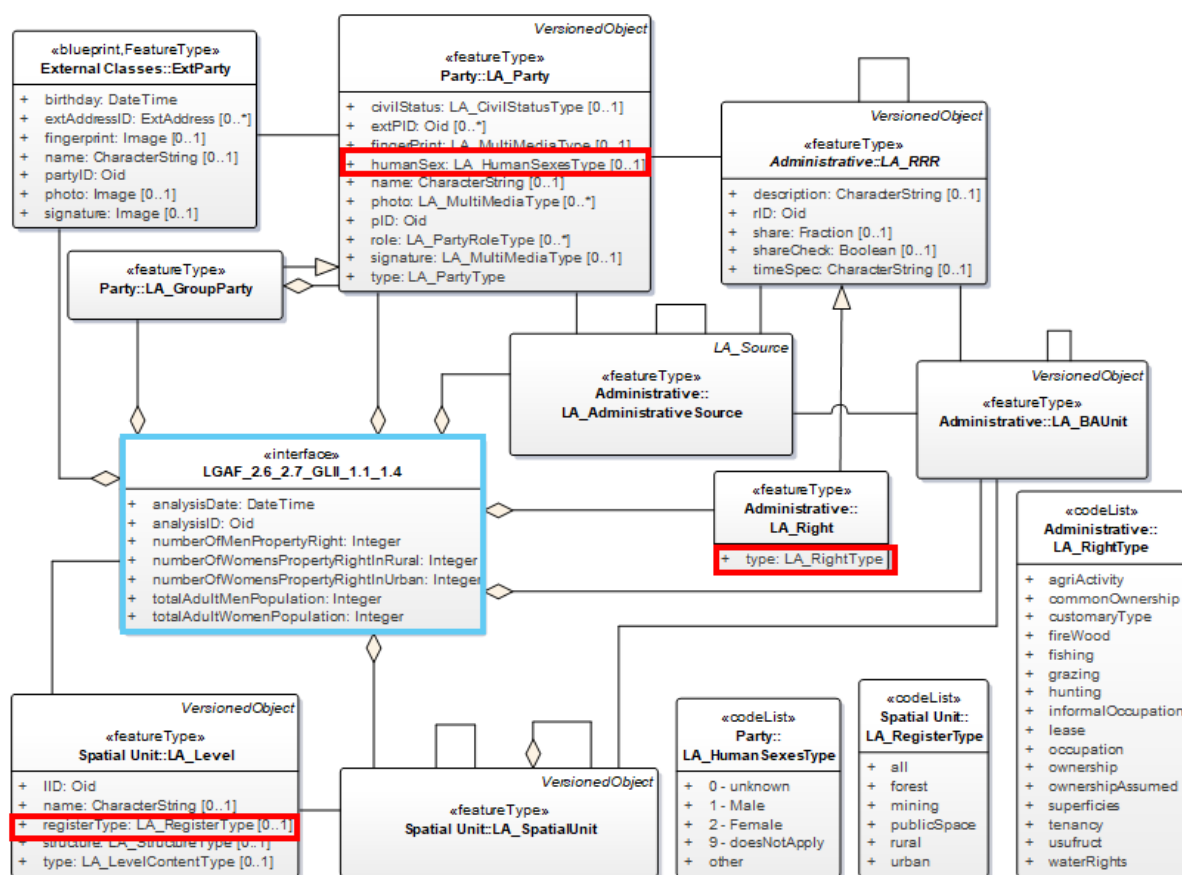 «blueprint,FeatureType»
External Classes::ExtParty
+ birthday: DateTime
+ extAddressID: ExtAddress [0..*]
+ fingerprint: Image [0..1]
+ name: CharacterString [0..1]
+ partyID: Oid
+ photo: Image [0..1]
+ signature: Image [0..1]
VersionedObject
«featureType»
Party::LA_Party
+ civilStatus: LA_CivilStatusType [0..1]
+ extPID: Oid [0..*]
+ fingerPrint: LA_MultiMediaType [0..1]
+ humanSex: LA_HumanSexesType [0..1]
+ name: CharacterString [0..1]
+ photo: LA_MultiMediaType [0..*]
+ pID: Oid
+ role: LA_PartyRoleType [0..*]
+ signature: LA_MultiMediaType [0..1]
+ type: LA_PartyType
VersionedObject
«featureType»
Administrative::LA_RRR
+ description: CharacterString [0..1]
+ rID: Oid
+ share: Fraction [0..1]
+ shareCheck: Boolean [0..1]
+ timeSpec: CharacterString [0..1]
«featureType»
Party::LA_GroupParty
LA_Source
«featureType»
Administrative::
LA_AdministrativeSource
VersionedObject
«featureType»
Administrative::LA_BAUnit
«interface»
LGAF_2.6_2.7_GLII_1.1_1.4
+ analysisDate: DateTime
+ analysisID: Oid
+ numberOfMenPropertyRight: Integer
+ numberOfWomensPropertyRightInRural: Integer
+ numberOfWomensPropertyRightInUrban: Integer
+ totalAdultMenPopulation: Integer
+ totalAdultWomenPopulation: Integer
«featureType»
Administrative::
LA_Right
+ type: LA_RightType
«codeList»
Administrative::
LA_RightType
+ agriActivity
+ commonOwnership
+ customaryType
+ fireWood
+ fishing
+ grazing
+ hunting
+ informalOccupation
+ lease
+ occupation
+ ownership
+ ownershipAssumed
+ superficies
+ tenancy
+ usufruct
+ waterRights
VersionedObject
«featureType»
Spatial Unit::LA_Level
+ lID: Oid
+ name: CharacterString [0..1]
+ registerType: LA_RegisterType [0..1]
+ structure: LA_StructureType [0..1]
+ type: LA_LevelContentType [0..1]
VersionedObject
«featureType»
Spatial Unit::LA_SpatialUnit
«codeList»
Party::
LA_HumanSexesType
+ 0 - unknown
+ 1 - Male
+ 2 - Female
+ 9 - doesNotApply
+ other
«codeList»
Spatial Unit::
LA_RegisterType
+ all
+ forest
+ mining
+ publicSpace
+ rural
+ urban